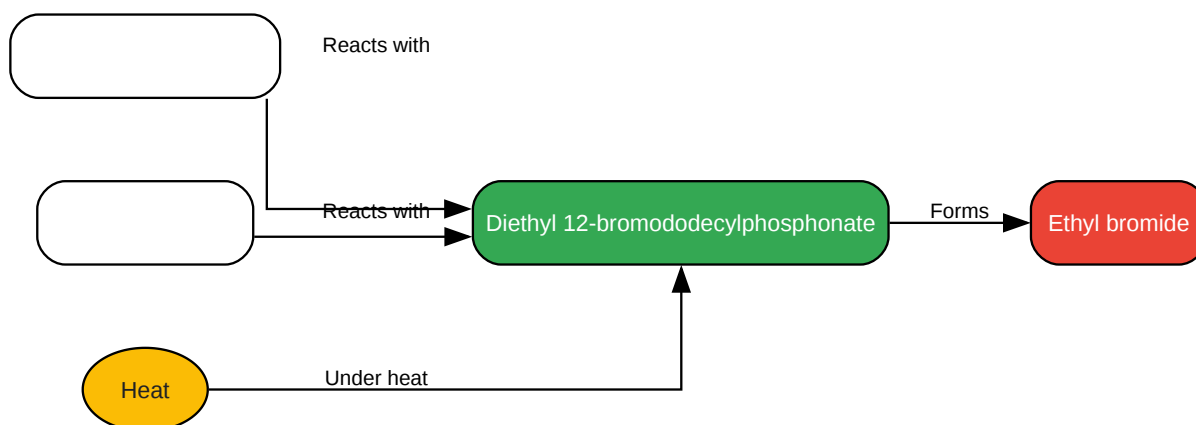 Reacts with
Reacts with
Diethyl 12-bromododecylphosphonate
Forms
Ethyl bromide
Heat
Under heat